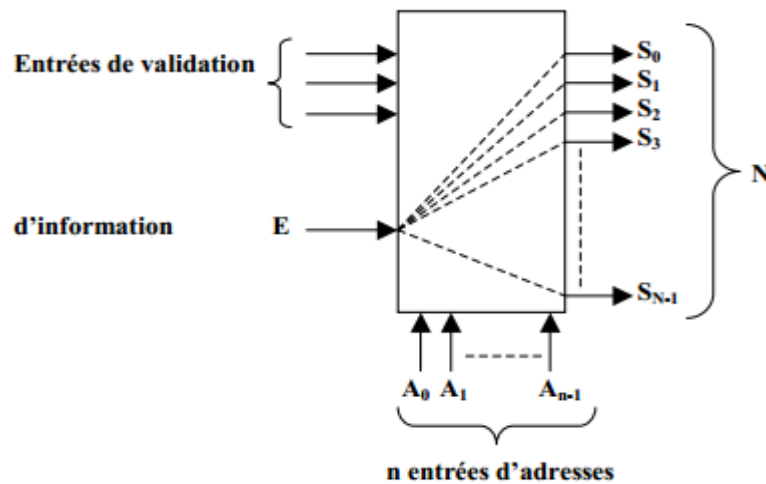 Entrées de validation
S₀
S₁
S₂
S₃
N
d’information E
Sₙ₋₁
A₀ A₁ Aₙ₋₁
n entrées d’adresses